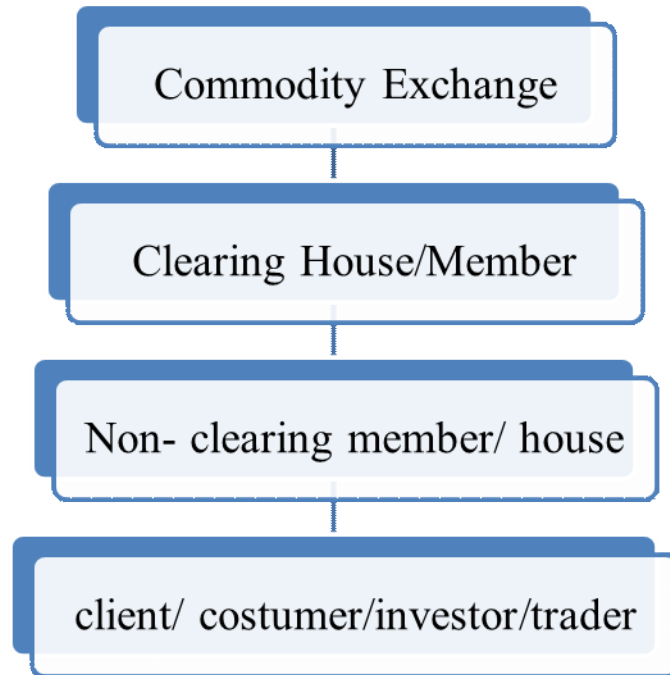 Commodity Exchange
Clearing House/Member
Non- clearing member/ house
client/ costumer/investor/trader